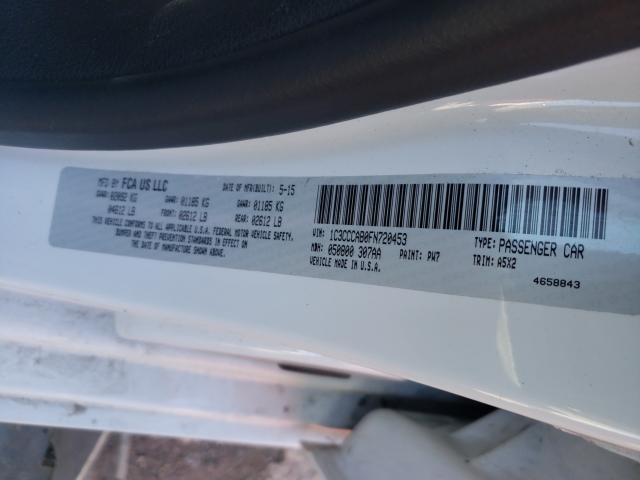 MFD BY FCA US LLC DATE OF MFR(BUILT): 5-15
GVWR: 02092 KG GAWR: 01185 KG GAWR: 01185 KG
04612 LB FRONT: 02612 LB REAR: 02612 LB
THIS VEHICLE CONFORMS TO ALL APPLICABLE U.S.A. FEDERAL MOTOR VEHICLE SAFETY,
BUMPER AND THEFT PREVENTION STANDARDS IN EFFECT ON THE
DATE OF MANUFACTURE SHOWN ABOVE.
VIN: 1C3CCCAB0FN720453 TYPE: PASSENGER CAR
MDH: 050800 307AA PAINT: PW7 TRIM: A5X2
VEHICLE MADE IN U.S.A.
4658843